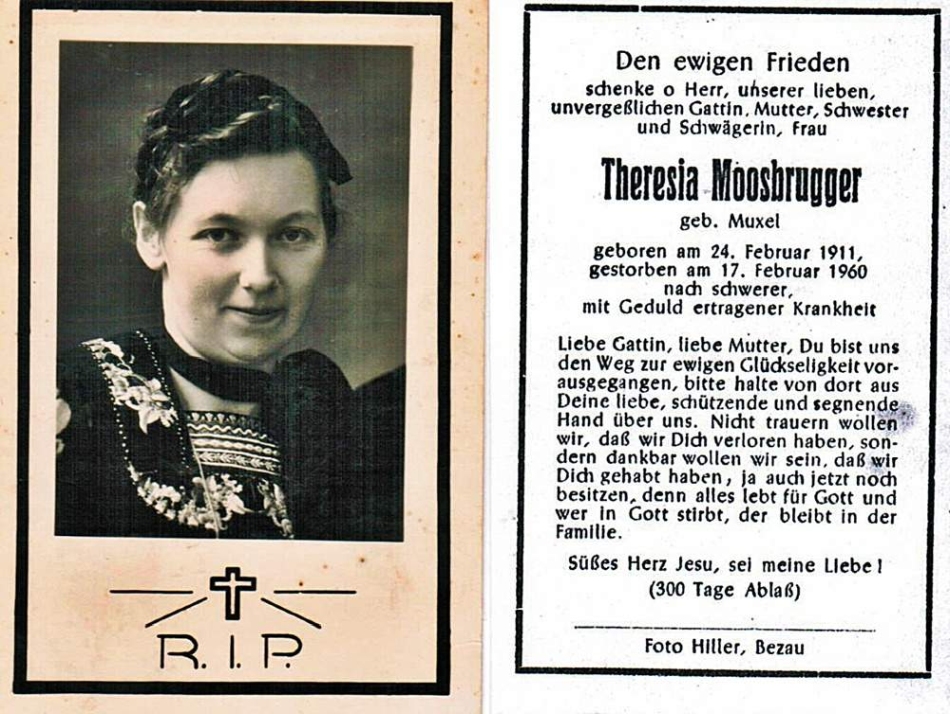 R.I.P.
Den ewigen Frieden
schenke o Herr, unserer lieben,
unvergeßlichen Gattin, Mutter, Schwester
und Schwägerin, Frau
Theresia Moosbrugger
geb. Muxel
geboren am 24. Februar 1911,
gestorben am 17. Februar 1960
nach schwerer,
mit Geduld ertragener Krankheit
Liebe Gattin, liebe Mutter, Du bist uns
den Weg zur ewigen Glückseligkeit vor-
ausgegangen, bitte halte von dort aus
Deine liebe, schützende und segnende
Hand über uns. Nicht trauern wollen
wir, daß wir Dich verloren haben, son-
dern dankbar wollen wir sein, daß wir
Dich gehabt haben, ja auch jetzt noch
besitzen, denn alles lebt für Gott und
wer in Gott stirbt, der bleibt in der
Familie.
Süßes Herz Jesu, sei meine Liebe!
(300 Tage Ablaß)
Foto Hiller, Bezau